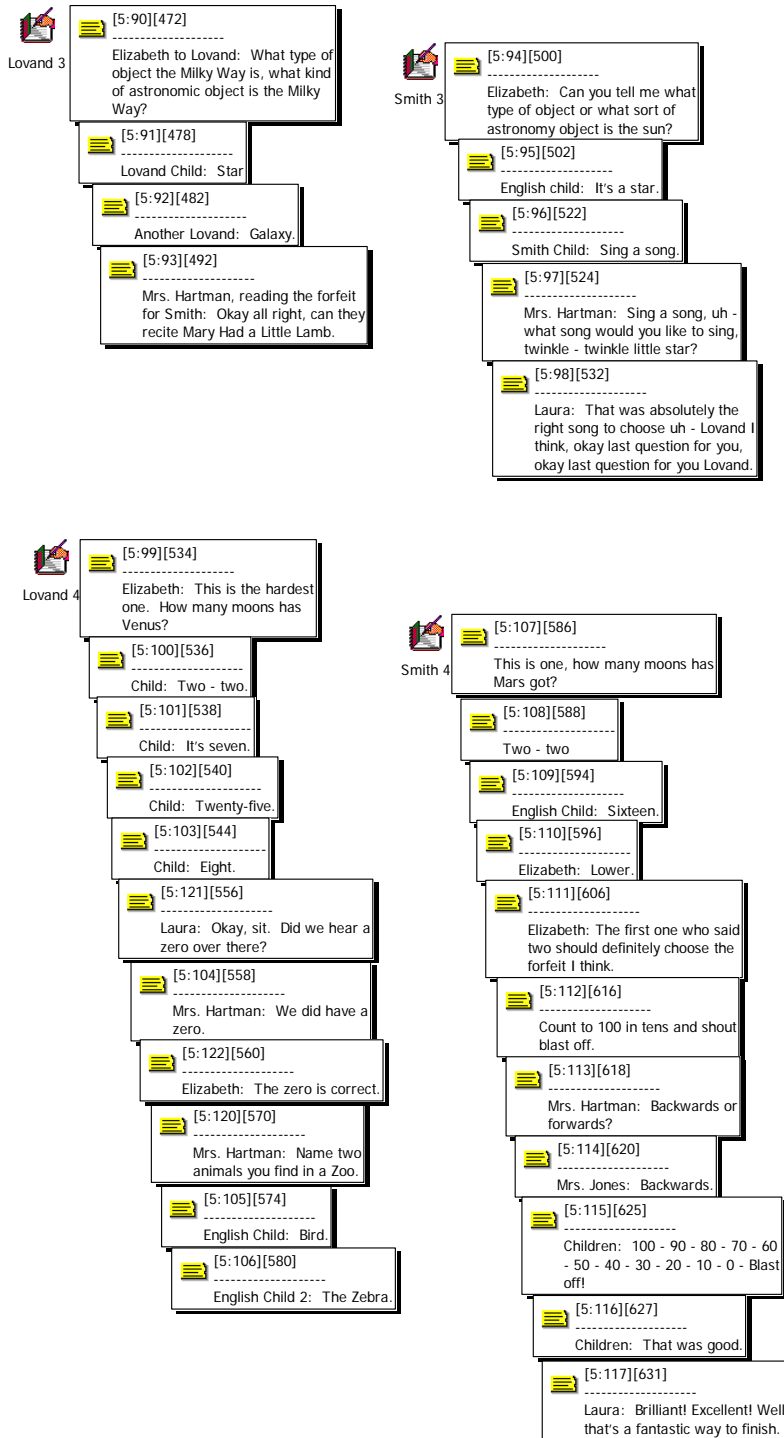 Lovand 3
[5:90][472]
--------------------
Elizabeth to Lovand: What type of
object the Milky Way is, what kind
of astronomic object is the Milky
Way?
[5:91][478]
--------------------
Lovand Child: Star
[5:92][482]
--------------------
Another Lovand: Galaxy.
[5:93][492]
--------------------
Mrs. Hartman, reading the forfeit
for Smith: Okay all right, can they
recite Mary Had a Little Lamb.
Smith 3
[5:94][500]
--------------------
Elizabeth: Can you tell me what
type of object or what sort of
astronomy object is the sun?
[5:95][502]
--------------------
English child: It's a star.
[5:96][522]
--------------------
Smith Child: Sing a song.
[5:97][524]
--------------------
Mrs. Hartman: Sing a song, uh -
what song would you like to sing,
twinkle - twinkle little star?
[5:98][532]
--------------------
Laura: That was absolutely the
right song to choose uh - Lovand I
think, okay last question for you,
okay last question for you Lovand.
Lovand 4
[5:99][534]
--------------------
Elizabeth: This is the hardest
one. How many moons has
Venus?
[5:100][536]
--------------------
Child: Two - two.
[5:101][538]
--------------------
Child: It's seven.
[5:102][540]
--------------------
Child: Twenty-five.
[5:103][544]
--------------------
Child: Eight.
[5:121][556]
--------------------
Laura: Okay, sit. Did we hear a
zero over there?
[5:104][558]
--------------------
Mrs. Hartman: We did have a
zero.
[5:122][560]
--------------------
Elizabeth: The zero is correct.
[5:120][570]
--------------------
Mrs. Hartman: Name two
animals you find in a Zoo.
[5:105][574]
--------------------
English Child: Bird.
[5:106][580]
--------------------
English Child 2: The Zebra.
Smith 4
[5:107][586]
--------------------
This is one, how many moons has
Mars got?
[5:108][588]
--------------------
Two - two
[5:109][594]
--------------------
English Child: Sixteen.
[5:110][596]
--------------------
Elizabeth: Lower.
[5:111][606]
--------------------
Elizabeth: The first one who said
two should definitely choose the
forfeit I think.
[5:112][616]
--------------------
Count to 100 in tens and shout
blast off.
[5:113][618]
--------------------
Mrs. Hartman: Backwards or
forwards?
[5:114][620]
--------------------
Mrs. Jones: Backwards.
[5:115][625]
--------------------
Children: 100 - 90 - 80 - 70 - 60
- 50 - 40 - 30 - 20 - 10 - 0 - Blast
off!
[5:116][627]
--------------------
Children: That was good.
[5:117][631]
--------------------
Laura: Brilliant! Excellent! Well
that's a fantastic way to finish.